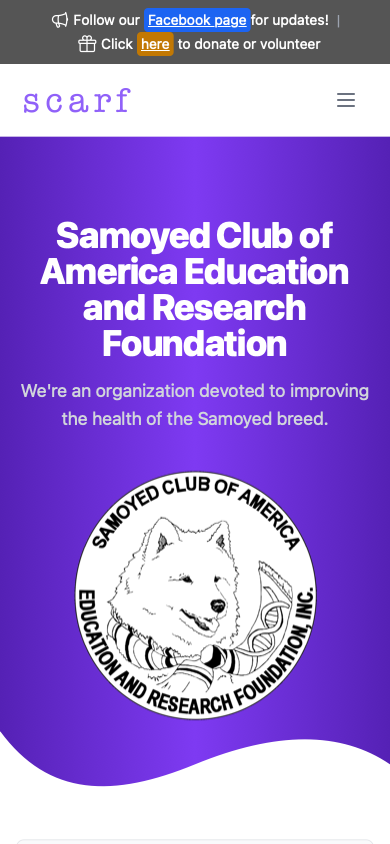 Follow our Facebook page for updates! |
Click here to donate or volunteer
scarf
Samoyed Club of
America Education
and Research
Foundation
We're an organization devoted to improving
the health of the Samoyed breed.
SAMOYED CLUB OF AMERICA
EDUCATION AND RESEARCH FOUNDATION, INC.